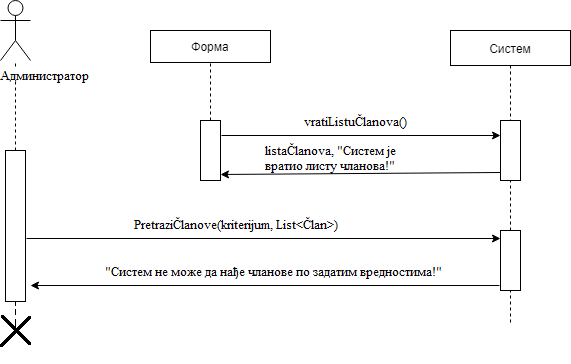 Форма
Систем
Администратор
vratiListuČlanova()
listaČlanova, "Систем је
вратио листу чланова!"
PretraziČlanove(kriterijum, List<Član>)
"Систем не може да нађе чланове по задатим вредностима!"